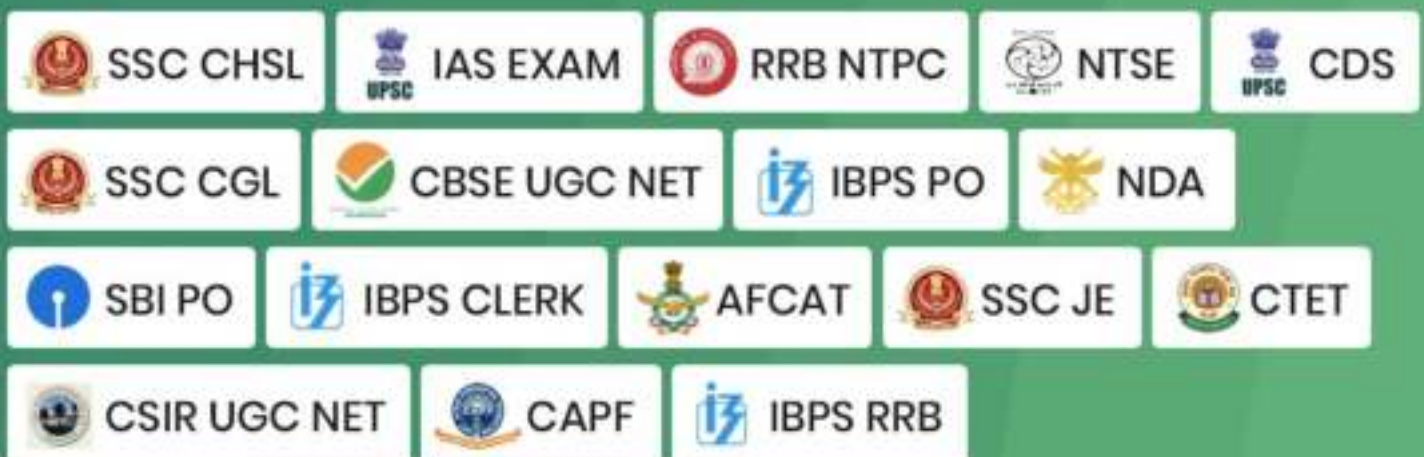 SSC CHSL UPSC IAS EXAM RRB NTPC NTSE UPSC CDS
SSC CGL CBSE UGC NET IBPS PO NDA
SBI PO IBPS CLERK AFCAT SSC JE CTET
CSIR UGC NET CAPF IBPS RRB